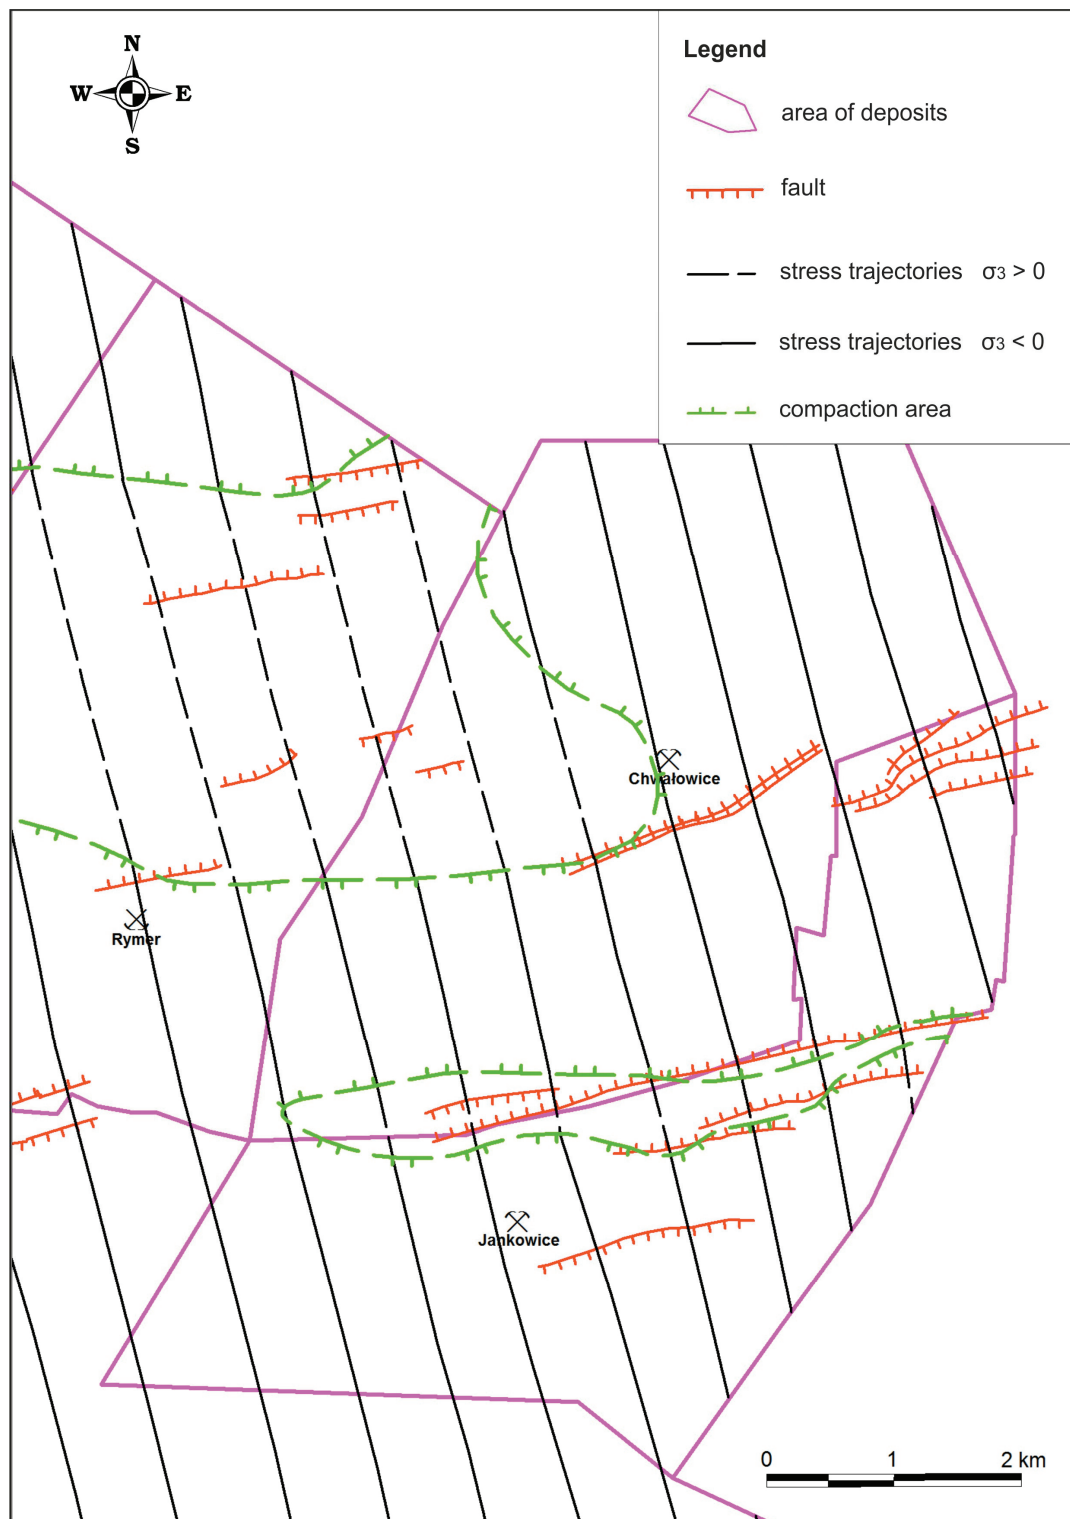 N
W E
S
Legend
area of deposits
fault
stress trajectories σ3 > 0
stress trajectories σ3 < 0
compaction area
Chwałowice
Rymer
Jankowice
0 1 2 km